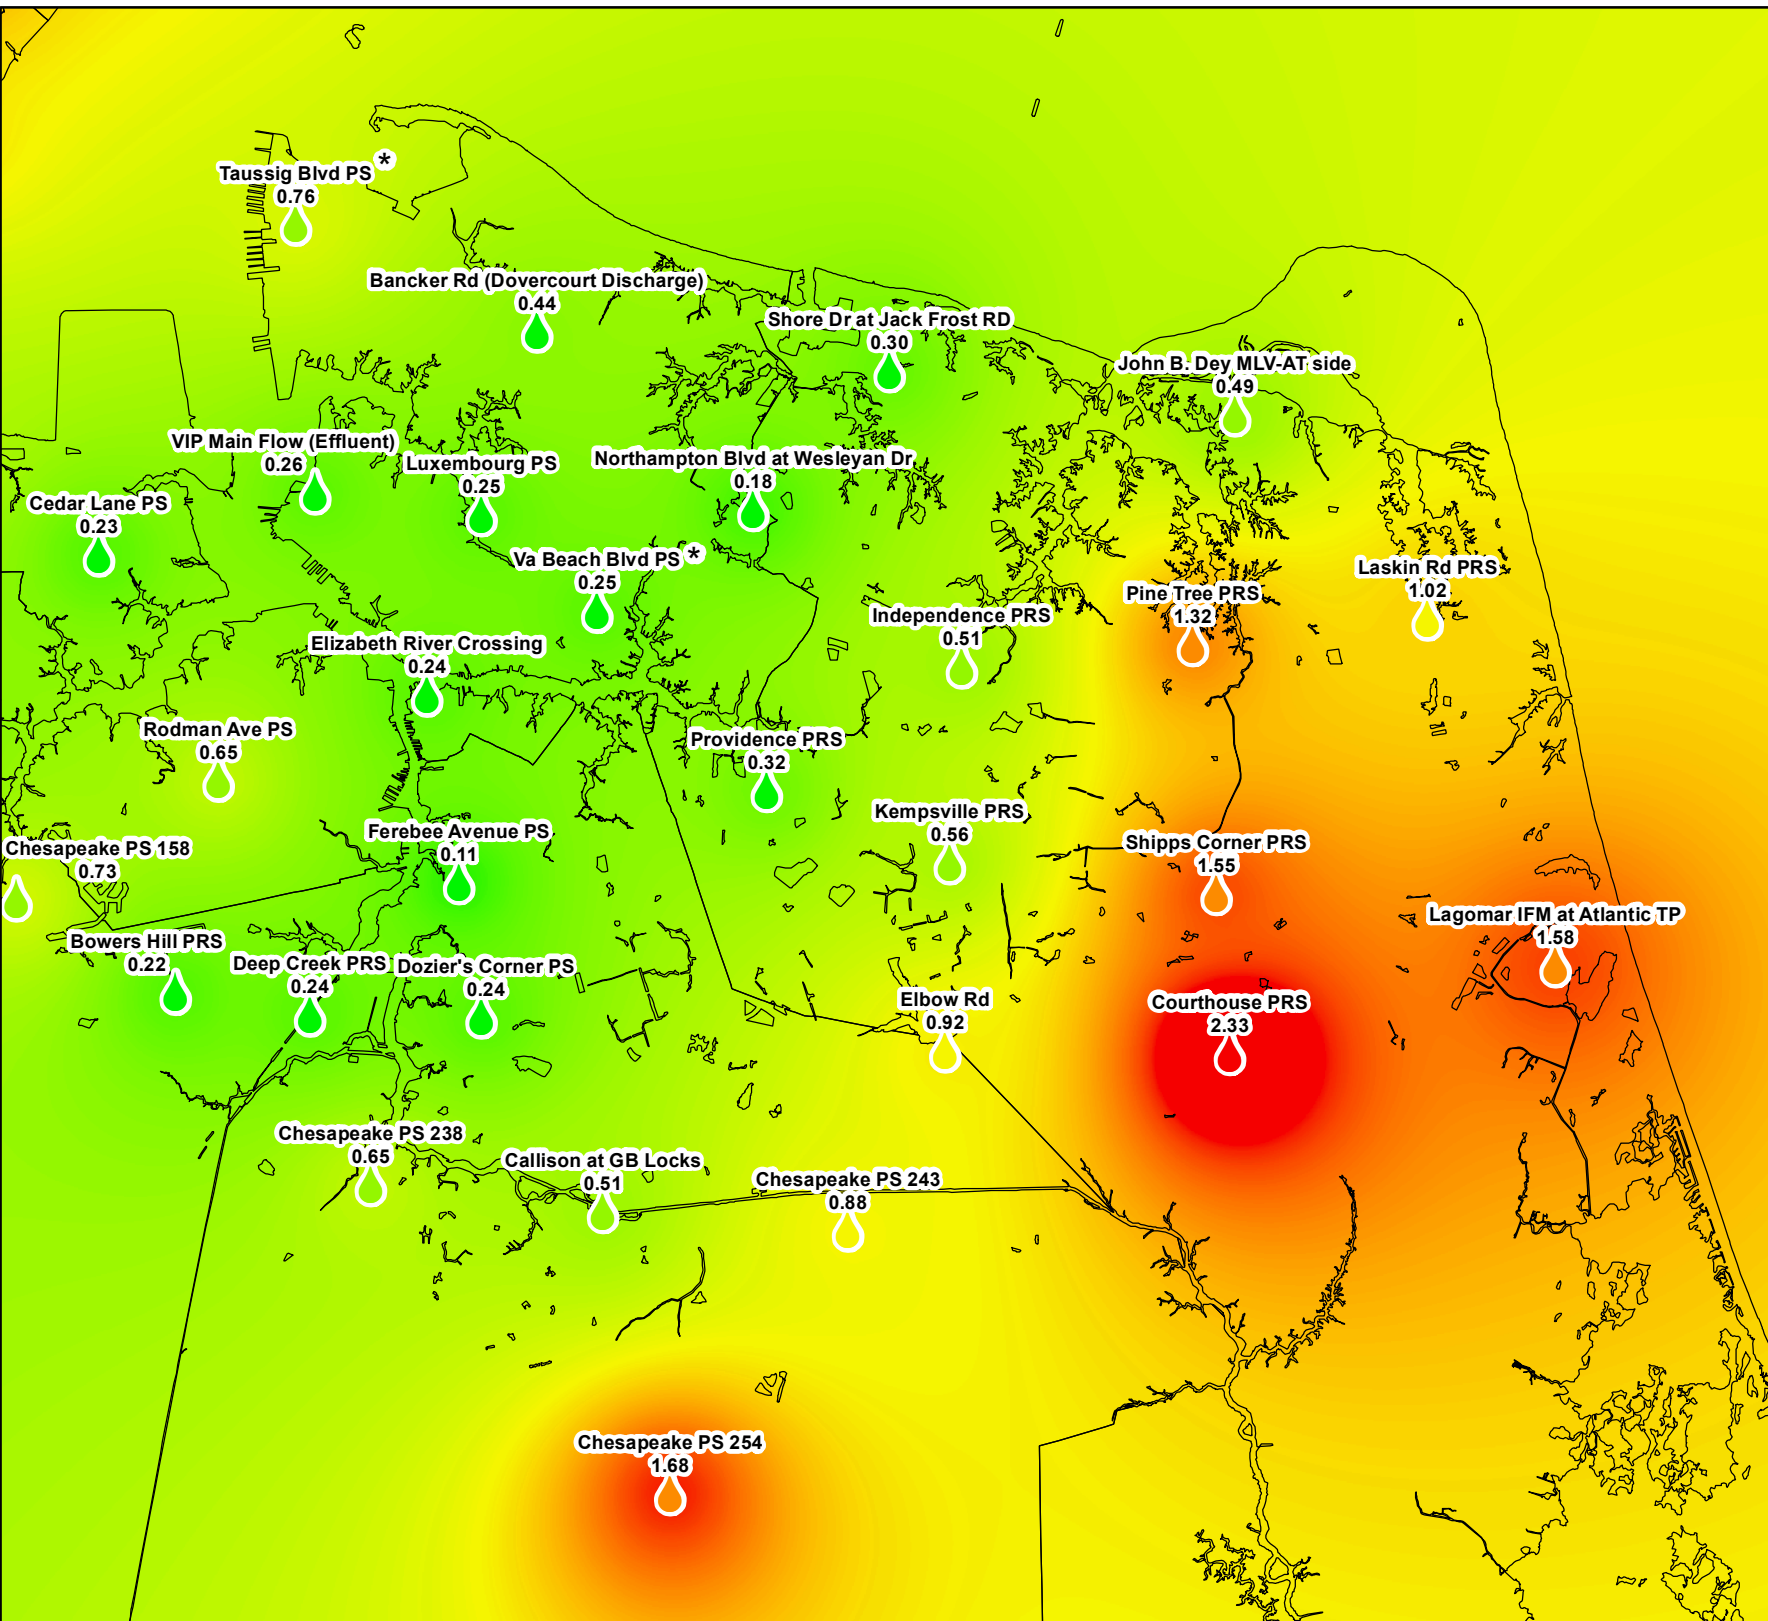 Taussig Blvd PS *
0.76
Bancker Rd (Dovercourt Discharge)
0.44
Shore Dr at Jack Frost RD
0.30
John B. Dey MLV-AT side
0.49
VIP Main Flow (Effluent)
0.26
Luxembourg PS
0.25
Northampton Blvd at Wesleyan Dr
0.18
Cedar Lane PS
0.23
Va Beach Blvd PS *
0.25
Laskin Rd PRS
1.02
Pine Tree PRS
1.32
Independence PRS
0.51
Elizabeth River Crossing
0.24
Rodman Ave PS
0.65
Providence PRS
0.32
Kempsville PRS
0.56
Ferebee Avenue PS
0.11
Shipps Corner PRS
1.55
Chesapeake PS 158
0.73
Lagomar IFM at Atlantic TP
1.58
Bowers Hill PRS
0.22
Deep Creek PRS
0.24
Dozier's Corner PS
0.24
Elbow Rd
0.92
Courthouse PRS
2.33
Chesapeake PS 238
0.65
Callison at GB Locks
0.51
Chesapeake PS 243
0.88
Chesapeake PS 254
1.68